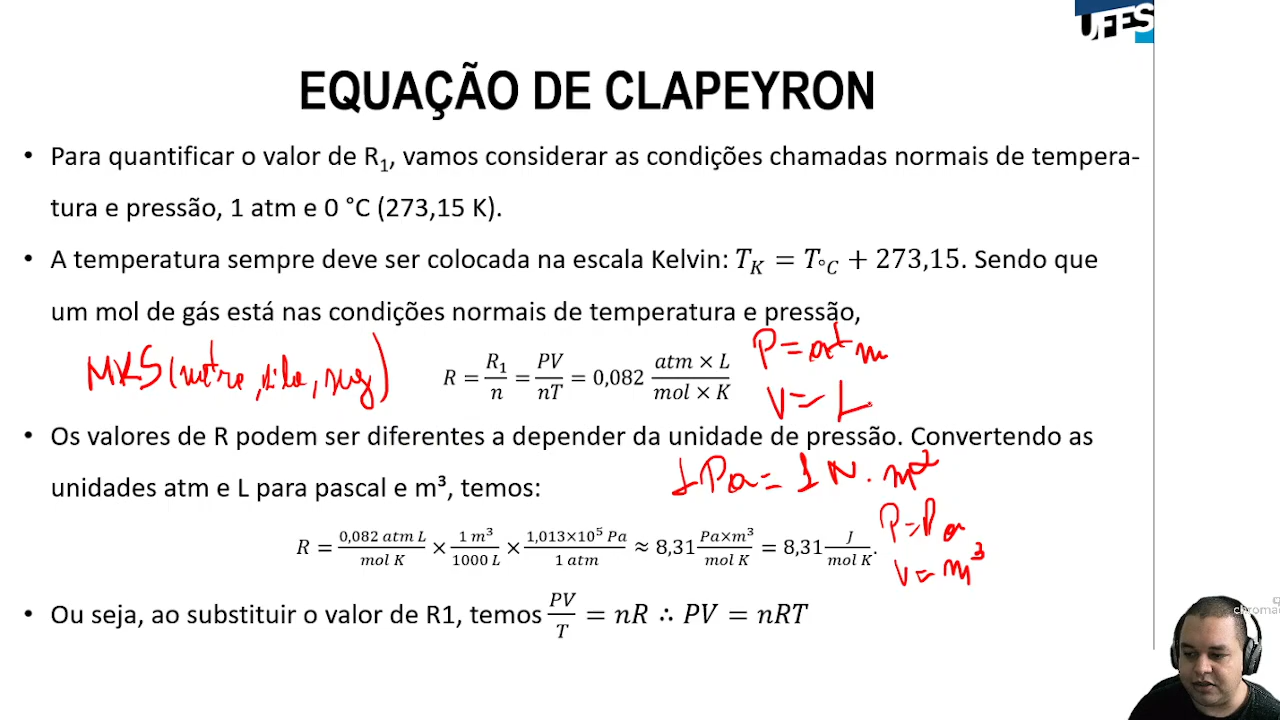 UFES
EQUAÇÃO DE CLAPEYRON
• Para quantificar o valor de R₁, vamos considerar as condições chamadas normais de tempera-
tura e pressão, 1 atm e 0 °C (273,15 K).
• A temperatura sempre deve ser colocada na escala Kelvin: T_K = T_°C + 273,15. Sendo que
um mol de gás está nas condições normais de temperatura e pressão,
MKS (metre, kilo, seg)
R = R₁/n = PV/nT = 0,082 (atm × L)/(mol × K)
P = atm
V = L
• Os valores de R podem ser diferentes a depender da unidade de pressão. Convertendo as
unidades atm e L para pascal e m³, temos:
1 Pa = 1 N . m²
R = (0,082 atm L)/(mol K) × (1 m³)/(1000 L) × (1,013×10⁵ Pa)/(1 atm) ≈ 8,31 (Pa×m³)/(mol K) = 8,31 J/(mol K).
P = Pa
V = m³
• Ou seja, ao substituir o valor de R1, temos PV/T = nR ∴ PV = nRT